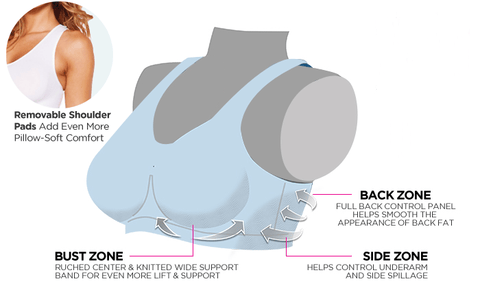 Removable Shoulder
Pads Add Even More
Pillow-Soft Comfort
BACK ZONE
FULL BACK CONTROL PANEL
HELPS SMOOTH THE
APPEARANCE OF BACK FAT
BUST ZONE
RUCHED CENTER & KNITTED WIDE SUPPORT
BAND FOR EVEN MORE LIFT & SUPPORT
SIDE ZONE
HELPS CONTROL UNDERARM
AND SIDE SPILLAGE